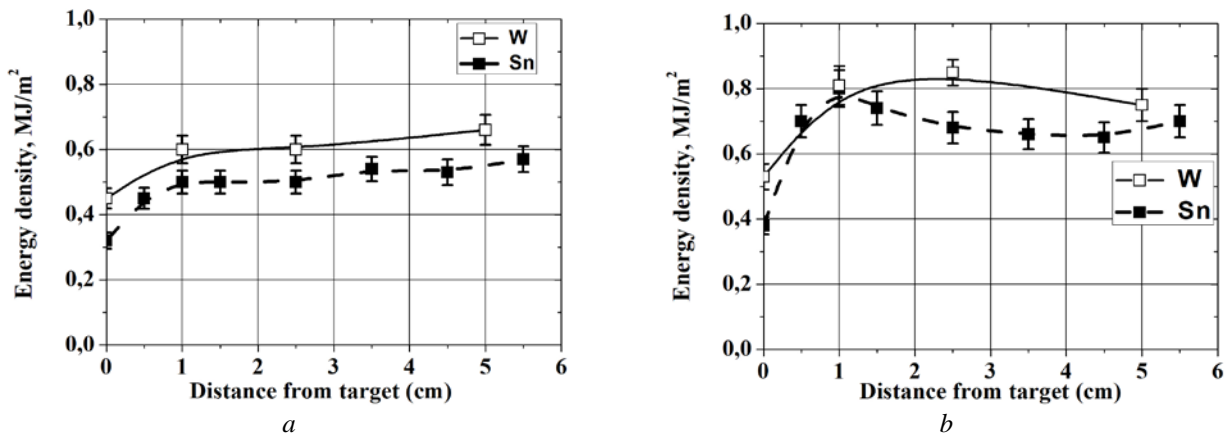 1,0
0,8
0,6
0,4
0,2
0,0
Energy density, MJ/m²
W
Sn
0 1 2 3 4 5 6
Distance from target (cm)
a
1,0
0,8
0,6
0,4
0,2
0,0
Energy density, MJ/m²
W
Sn
0 1 2 3 4 5 6
Distance from target (cm)
b